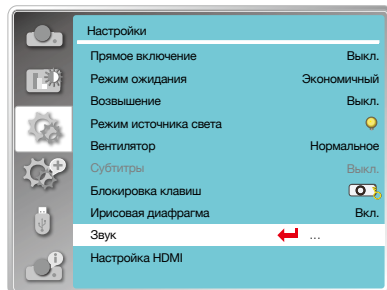 Настройки
Прямое включение Выкл.
Режим ожидания Экономичный
Возвышение Выкл.
Режим источника света
Вентилятор Нормальное
Субтитры Выкл.
Блокировка клавиш
Ирисовая диафрагма Вкл.
Звук ...
Настройка HDMI